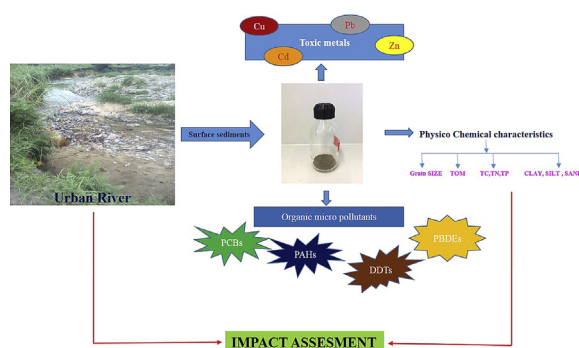 Cu
Pb
Toxic metals
Zn
Cd
Surface sediments
Physico Chemical characteristics
Grain SIZE TOM TC,TN,TP CLAY, SILT , SAND
Urban River
Organic micro pollutants
PCBs
PAHs
DDTs
PBDEs
IMPACT ASSESMENT